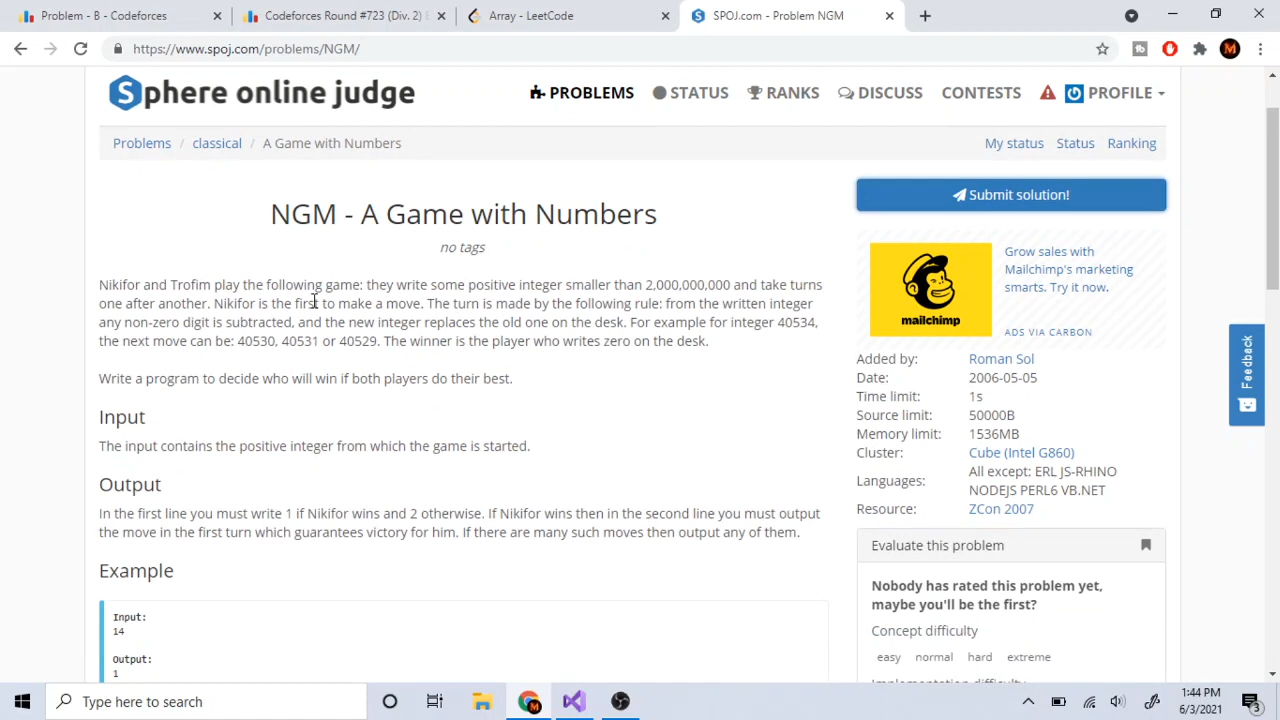 Problem - B - Codeforces
Codeforces Round #723 (Div. 2) E
Array - LeetCode
SPOJ.com - Problem NGM
https://www.spoj.com/problems/NGM/
Sphere online judge
PROBLEMS STATUS RANKS DISCUSS CONTESTS PROFILE
Problems / classical / A Game with Numbers
My status Status Ranking
NGM - A Game with Numbers
no tags
Nikifor and Trofim play the following game: they write some positive integer smaller than 2,000,000,000 and take turns
one after another. Nikifor is the first to make a move. The turn is made by the following rule: from the written integer
any non-zero digit is subtracted, and the new integer replaces the old one on the desk. For example for integer 40534,
the next move can be: 40530, 40531 or 40529. The winner is the player who writes zero on the desk.
Write a program to decide who will win if both players do their best.
Input
The input contains the positive integer from which the game is started.
Output
In the first line you must write 1 if Nikifor wins and 2 otherwise. If Nikifor wins then in the second line you must output
the move in the first turn which guarantees victory for him. If there are many such moves then output any of them.
Example
Input:
14
Output:
1
Submit solution!
mailchimp
Grow sales with
Mailchimp's marketing
smarts. Try it now.
ADS VIA CARBON
Added by: Roman Sol
Date: 2006-05-05
Time limit: 1s
Source limit: 50000B
Memory limit: 1536MB
Cluster: Cube (Intel G860)
Languages: All except: ERL JS-RHINO
NODEJS PERL6 VB.NET
Resource: ZCon 2007
Evaluate this problem
Nobody has rated this problem yet,
maybe you'll be the first?
Concept difficulty
easy normal hard extreme
Feedback
Type here to search
1:44 PM
6/3/2021
3